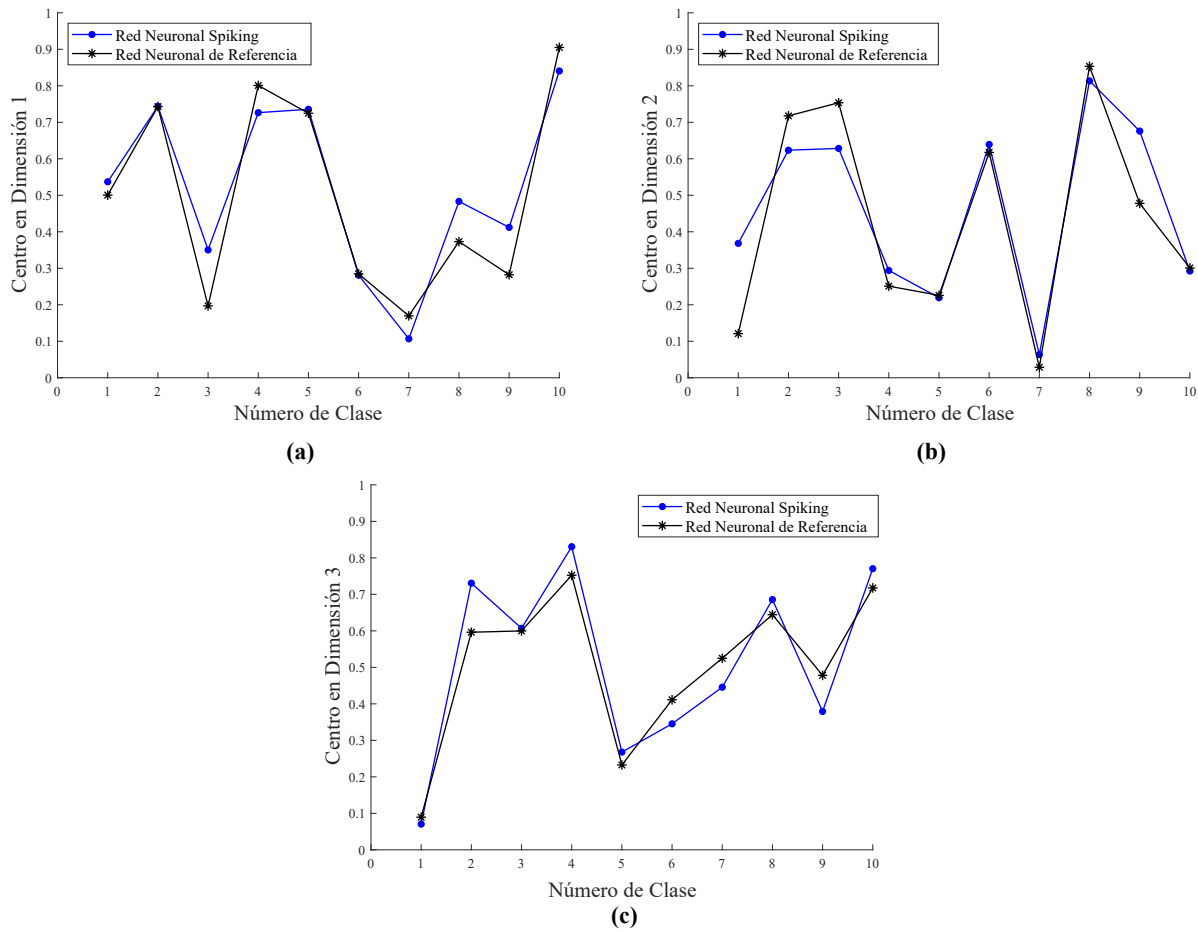 Red Neuronal Spiking
Red Neuronal de Referencia
Centro en Dimensión 1
1
0.9
0.8
0.7
0.6
0.5
0.4
0.3
0.2
0.1
0
0 1 2 3 4 5 6 7 8 9 10
Número de Clase
(a)
Red Neuronal Spiking
Red Neuronal de Referencia
Centro en Dimensión 2
1
0.9
0.8
0.7
0.6
0.5
0.4
0.3
0.2
0.1
0
0 1 2 3 4 5 6 7 8 9 10
Número de Clase
(b)
Red Neuronal Spiking
Red Neuronal de Referencia
Centro en Dimensión 3
1
0.9
0.8
0.7
0.6
0.5
0.4
0.3
0.2
0.1
0
0 1 2 3 4 5 6 7 8 9 10
Número de Clase
(c)